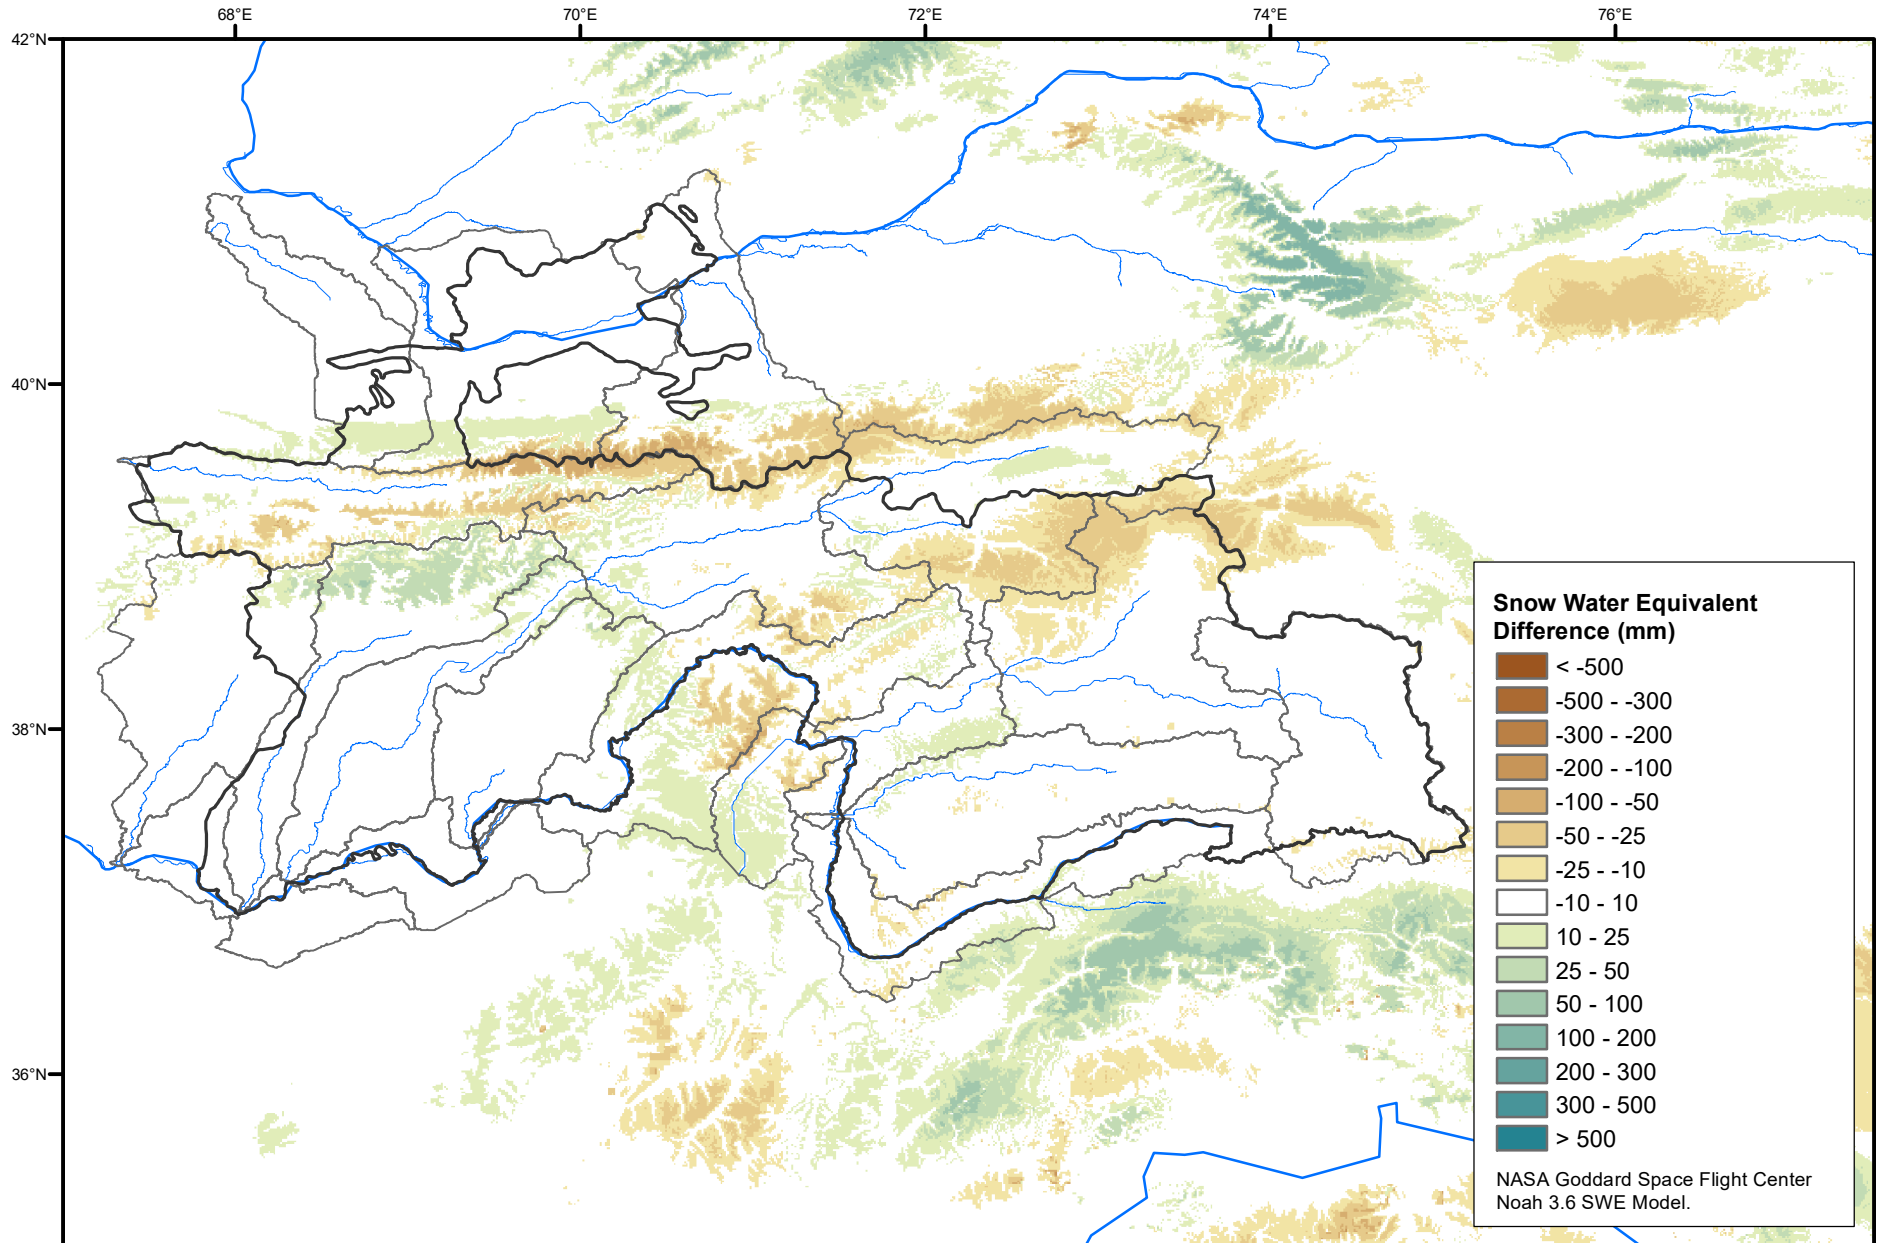 68°E 70°E 72°E 74°E 76°E
42°N
40°N
38°N
36°N
Snow Water Equivalent
Difference (mm)
< -500
-500 - -300
-300 - -200
-200 - -100
-100 - -50
-50 - -25
-25 - -10
-10 - 10
10 - 25
25 - 50
50 - 100
100 - 200
200 - 300
300 - 500
> 500
NASA Goddard Space Flight Center
Noah 3.6 SWE Model.